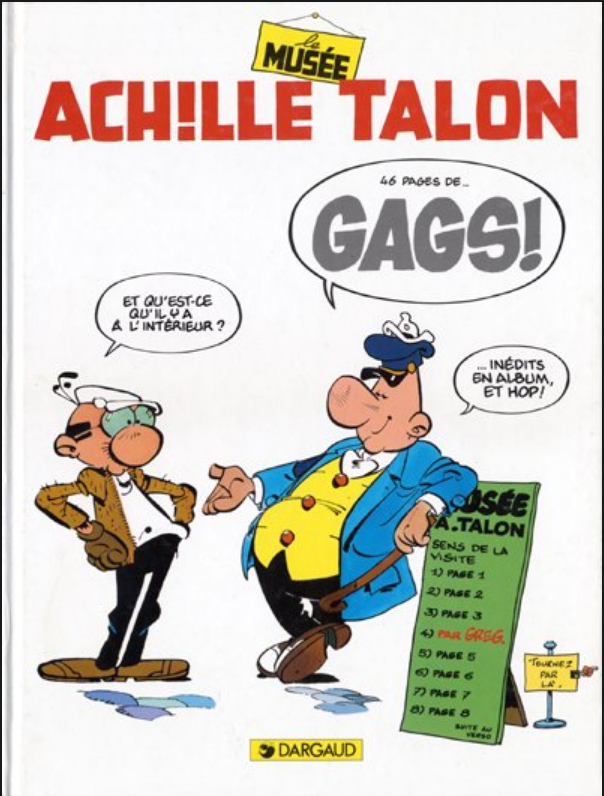 le
MUSÉE
ACH!LLE TALON
46 PAGES DE...
GAGS!
ET QU'EST-CE
QU'IL Y A
À L'INTÉRIEUR ?
... INÉDITS
EN ALBUM,
ET HOP!
USÉE
A.TALON
SENS DE LA
VISITE
1) PAGE 1
2) PAGE 2
3) PAGE 3
4) PAR GREG.
5) PAGE 5
6) PAGE 6
7) PAGE 7
8) PAGE 8
SUITE AU
VERSO
TOURNEZ
PAR
LÀ.
DARGAUD